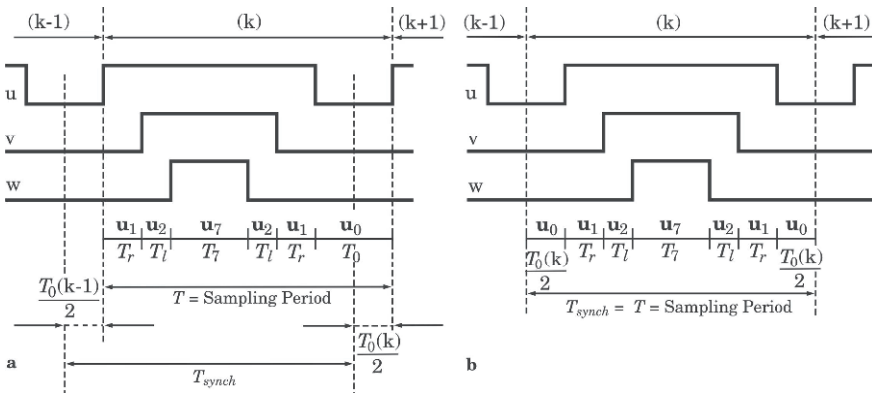 (k-1) (k) (k+1)
u
v
w
u₁ u₂ u₇ u₂ u₁ u₀
Tr Tl T7 Tl Tr T0
T0(k-1)
2
T = Sampling Period
T0(k)
2
Tsynch
a
(k-1) (k) (k+1)
u
v
w
u₀ u₁ u₂ u₇ u₂ u₁ u₀
T0(k)
2
Tr Tl T7 Tl Tr
T0(k)
2
Tsynch = T = Sampling Period
b